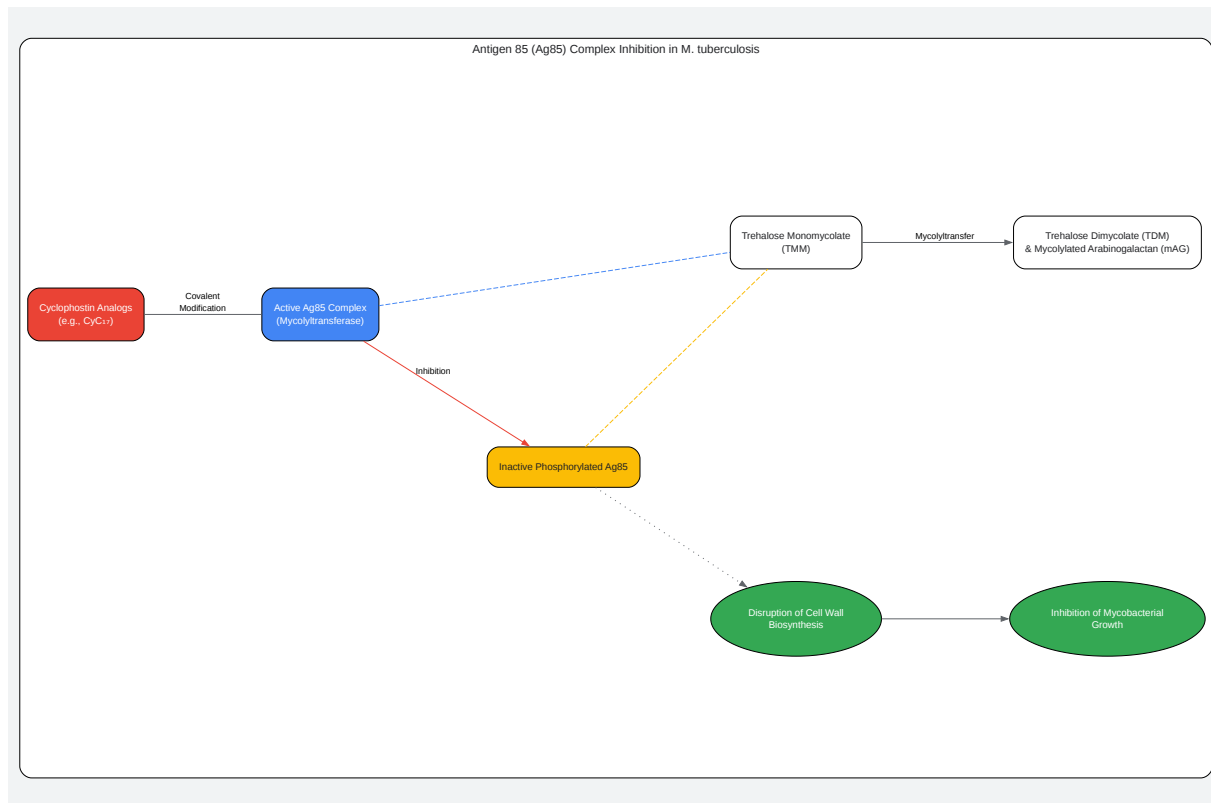 Antigen 85 (Ag85) Complex Inhibition in M. tuberculosis
Trehalose Monomycolate
(TMM)
Mycolyltransfer
Trehalose Dimycolate (TDM)
& Mycolylated Arabinogalactan (mAG)
Cyclophostin Analogs
(e.g., CyC₁₇)
Covalent
Modification
Active Ag85 Complex
(Mycolyltransferase)
Inhibition
Inactive Phosphorylated Ag85
Disruption of Cell Wall
Biosynthesis
Inhibition of Mycobacterial
Growth